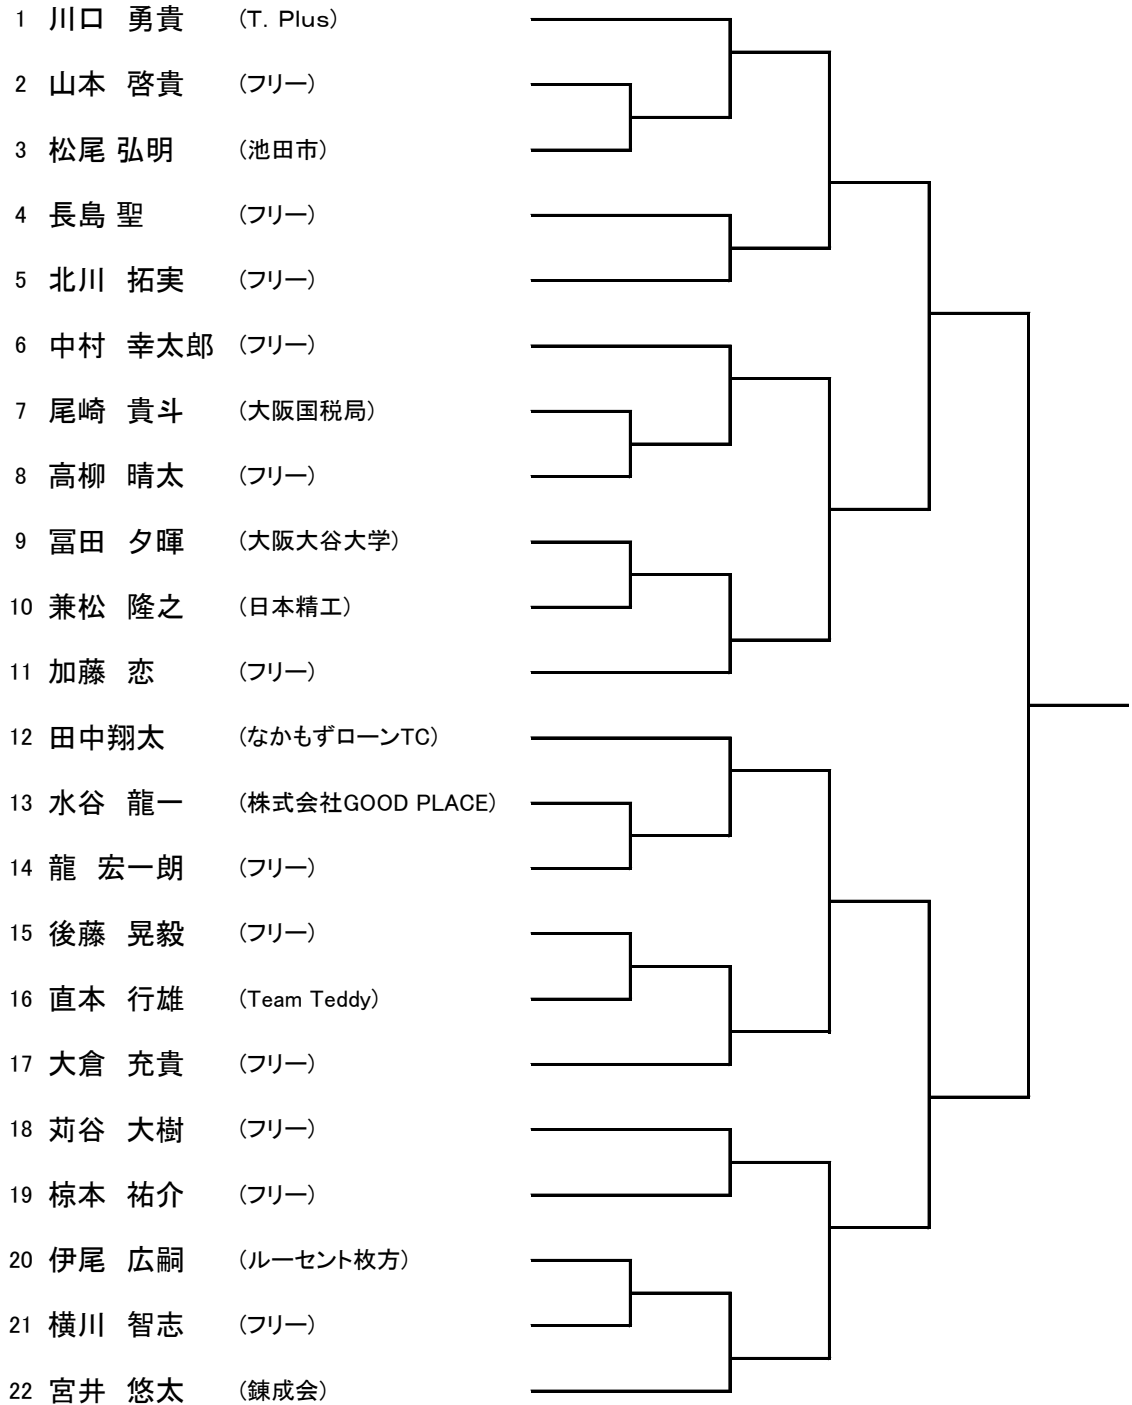 1 川口 勇貴 (T. Plus)
2 山本 啓貴 (フリー)
3 松尾 弘明 (池田市)
4 長島 聖 (フリー)
5 北川 拓実 (フリー)
6 中村 幸太郎 (フリー)
7 尾崎 貴斗 (大阪国税局)
8 高柳 晴太 (フリー)
9 冨田 夕暉 (大阪大谷大学)
10 兼松 隆之 (日本精工)
11 加藤 恋 (フリー)
12 田中翔太 (なかもずローンTC)
13 水谷 龍一 (株式会社GOOD PLACE)
14 龍 宏一朗 (フリー)
15 後藤 晃毅 (フリー)
16 直本 行雄 (Team Teddy)
17 大倉 充貴 (フリー)
18 苅谷 大樹 (フリー)
19 椋本 祐介 (フリー)
20 伊尾 広嗣 (ルーセント枚方)
21 横川 智志 (フリー)
22 宮井 悠太 (錬成会)